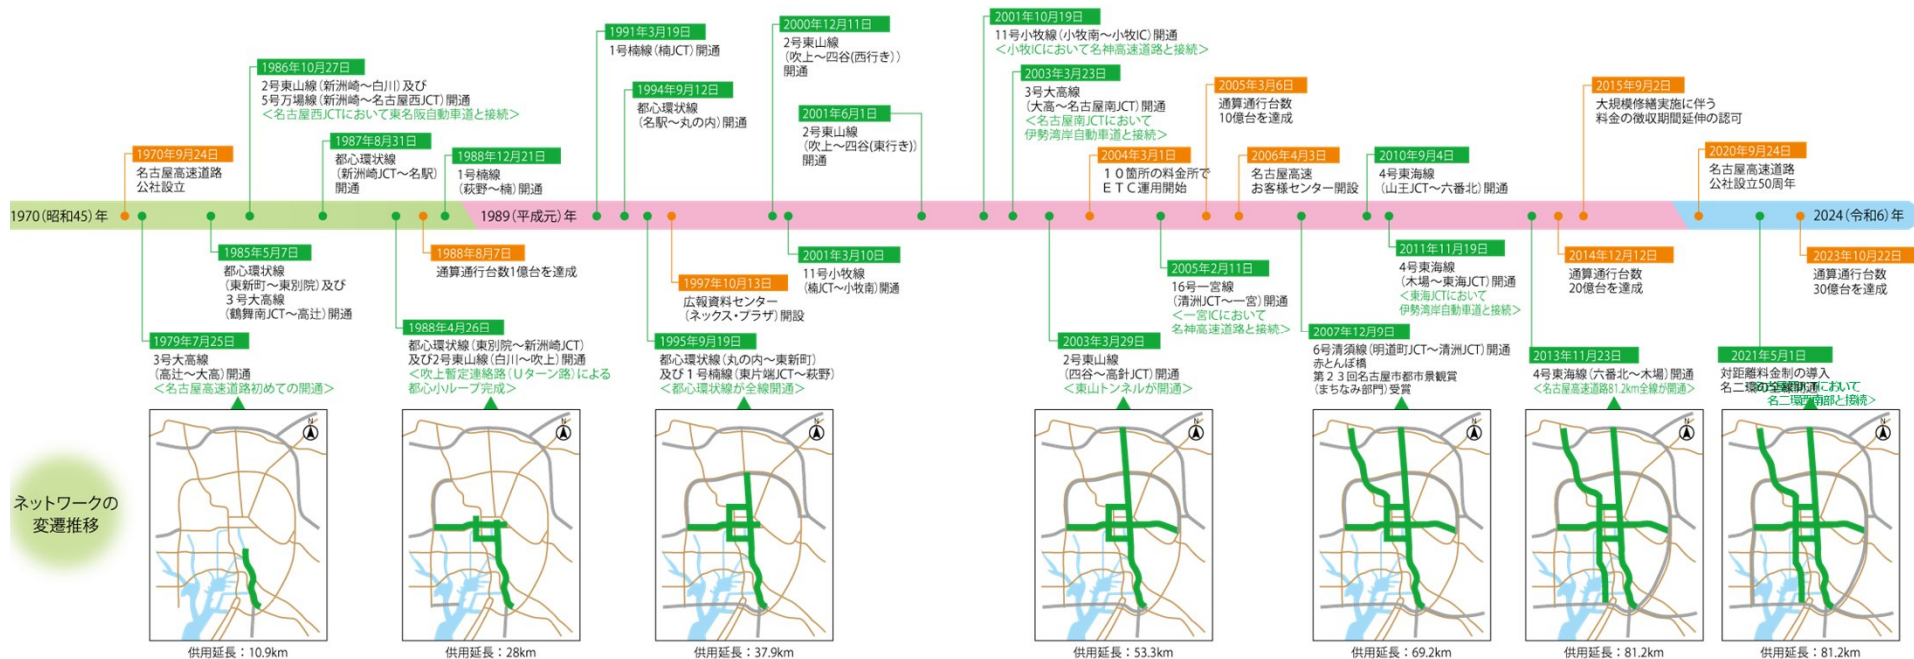 1970年9月24日
名古屋高速道路
公社設立
1986年10月27日
2号東山線（新洲崎～白川）及び
5号万場線（新洲崎～名古屋西JCT）開通
＜名古屋西JCTにおいて東名阪自動車道と接続＞
1987年8月31日
都心環状線
（新洲崎JCT～名駅）
開通
1988年12月21日
1号楠線
（萩野～楠）開通
1991年3月19日
1号楠線（楠JCT）開通
1994年9月12日
都心環状線
（名駅～丸の内）開通
2000年12月11日
2号東山線
（吹上～四谷(西行き)）
開通
2001年6月1日
2号東山線
（吹上～四谷(東行き)）
開通
2001年10月19日
11号小牧線（小牧南～小牧IC）開通
＜小牧ICにおいて名神高速道路と接続＞
2003年3月23日
3号大高線
（大高～名古屋南JCT）開通
＜名古屋南JCTにおいて
伊勢湾岸自動車道と接続＞
2004年3月1日
１０箇所の料金所で
ＥＴＣ運用開始
2005年3月6日
通算通行台数
10億台を達成
2006年4月3日
名古屋高速
お客様センター開設
2010年9月4日
4号東海線
（山王JCT～六番北）開通
2015年9月2日
大規模修繕実施に伴う
料金の徴収期間延伸の認可
2020年9月24日
名古屋高速道路
公社設立50周年
1970（昭和45）年
1989（平成元）年
2024（令和6）年
1979年7月25日
3号大高線
（高辻～大高）開通
＜名古屋高速道路初めての開通＞
1985年5月7日
都心環状線
（東新町～東別院）及び
３号大高線
（鶴舞南JCT～高辻）開通
1988年4月26日
都心環状線（東別院～新洲崎JCT）
及び2号東山線（白川～吹上）開通
＜吹上暫定連絡路（Uターン路）による
都心小ループ完成＞
1988年8月7日
通算通行台数1億台を達成
1995年9月19日
都心環状線（丸の内～東新町）
及び１号楠線（東片端JCT～萩野）
＜都心環状線が全線開通＞
1997年10月13日
広報資料センター
（ネックス・プラザ）開設
2001年3月10日
11号小牧線
（楠JCT～小牧南）開通
2003年3月29日
2号東山線
（四谷～高針JCT）開通
＜東山トンネルが開通＞
2005年2月11日
16号一宮線
（清洲JCT～一宮）開通
＜一宮ICにおいて
名神高速道路と接続＞
2007年12月9日
6号清須線（明道町JCT～清洲JCT）開通
赤とんぼ橋
第２３回名古屋市都市景観賞
（まちなみ部門）受賞
2011年11月19日
4号東海線
（木場～東海JCT）開通
＜東海JCTにおいて
伊勢湾岸自動車道と接続＞
2013年11月23日
4号東海線（六番北～木場）開通
＜名古屋高速道路81.2km全線が開通＞
2014年12月12日
通算通行台数
20億台を達成
2021年5月1日
対距離料金制の導入
名二環の全線開通
において
名二環西南部と接続＞
2023年10月22日
通算通行台数
30億台を達成
ネットワークの
変遷推移
N
N
N
N
N
N
N
供用延長：10.9km
供用延長：28km
供用延長：37.9km
供用延長：53.3km
供用延長：69.2km
供用延長：81.2km
供用延長：81.2km